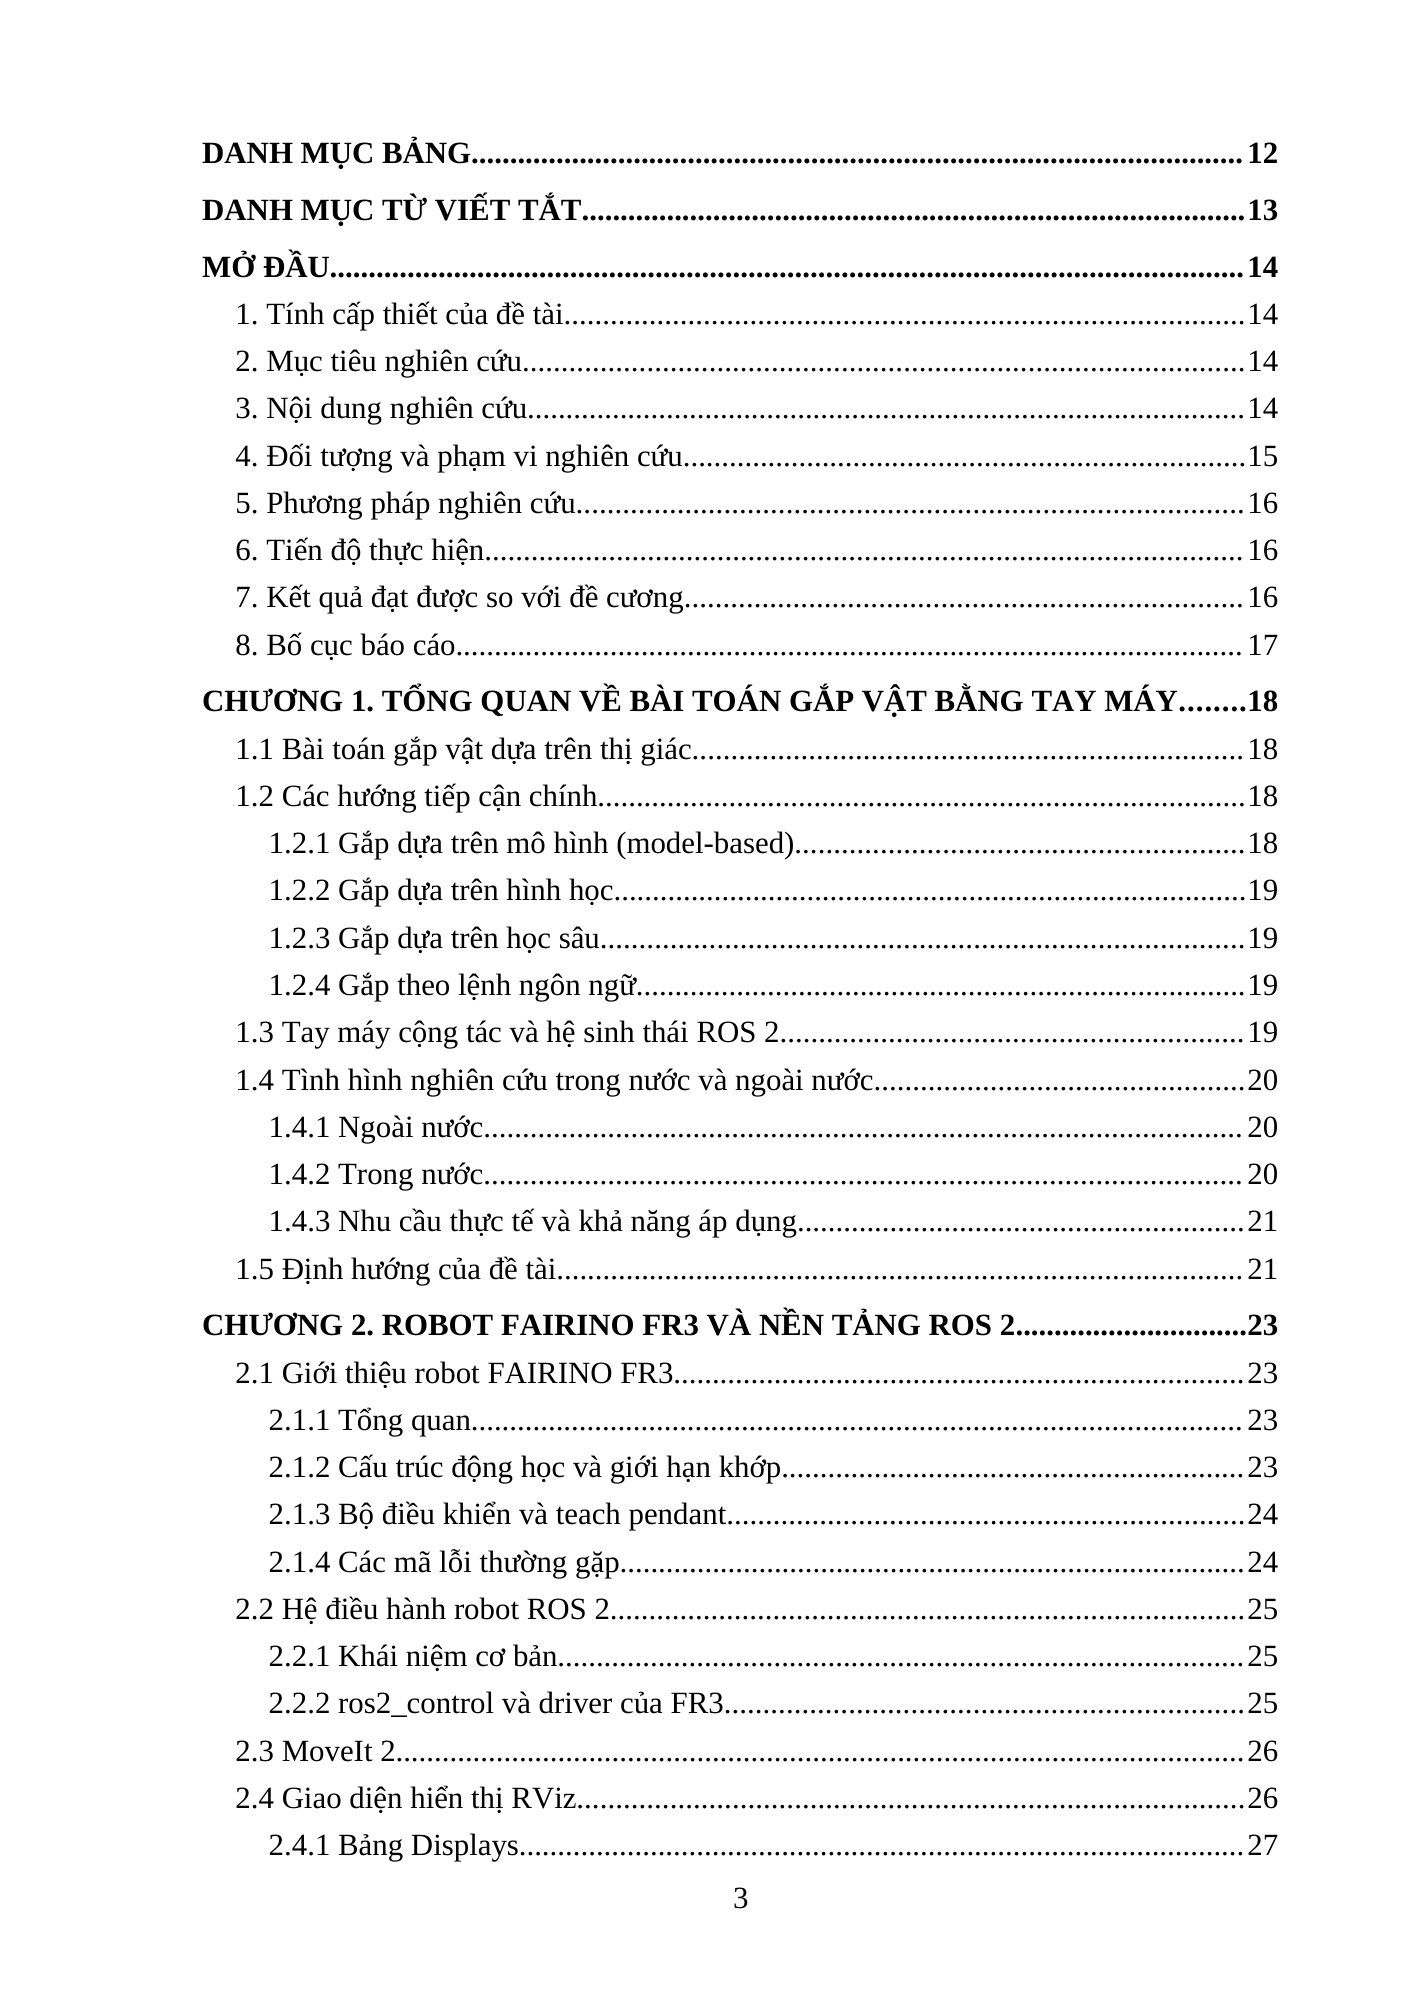 DANH MỤC BẢNG........................................................................................................12
DANH MỤC TỪ VIẾT TẮT........................................................................................13
MỞ ĐẦU........................................................................................................................14
1. Tính cấp thiết của đề tài........................................................................................14
2. Mục tiêu nghiên cứu.............................................................................................14
3. Nội dung nghiên cứu.............................................................................................14
4. Đối tượng và phạm vi nghiên cứu.........................................................................15
5. Phương pháp nghiên cứu......................................................................................16
6. Tiến độ thực hiện..................................................................................................16
7. Kết quả đạt được so với đề cương........................................................................16
8. Bố cục báo cáo......................................................................................................17
CHƯƠNG 1. TỔNG QUAN VỀ BÀI TOÁN GẮP VẬT BẰNG TAY MÁY........18
1.1 Bài toán gắp vật dựa trên thị giác.......................................................................18
1.2 Các hướng tiếp cận chính....................................................................................18
1.2.1 Gắp dựa trên mô hình (model-based)..........................................................18
1.2.2 Gắp dựa trên hình học..................................................................................19
1.2.3 Gắp dựa trên học sâu....................................................................................19
1.2.4 Gắp theo lệnh ngôn ngữ...............................................................................19
1.3 Tay máy cộng tác và hệ sinh thái ROS 2............................................................19
1.4 Tình hình nghiên cứu trong nước và ngoài nước................................................20
1.4.1 Ngoài nước..................................................................................................20
1.4.2 Trong nước..................................................................................................20
1.4.3 Nhu cầu thực tế và khả năng áp dụng..........................................................21
1.5 Định hướng của đề tài.........................................................................................21
CHƯƠNG 2. ROBOT FAIRINO FR3 VÀ NỀN TẢNG ROS 2..............................23
2.1 Giới thiệu robot FAIRINO FR3..........................................................................23
2.1.1 Tổng quan....................................................................................................23
2.1.2 Cấu trúc động học và giới hạn khớp............................................................23
2.1.3 Bộ điều khiển và teach pendant...................................................................24
2.1.4 Các mã lỗi thường gặp.................................................................................24
2.2 Hệ điều hành robot ROS 2..................................................................................25
2.2.1 Khái niệm cơ bản.........................................................................................25
2.2.2 ros2_control và driver của FR3...................................................................25
2.3 MoveIt 2..............................................................................................................26
2.4 Giao diện hiển thị RViz......................................................................................26
2.4.1 Bảng Displays..............................................................................................27
3